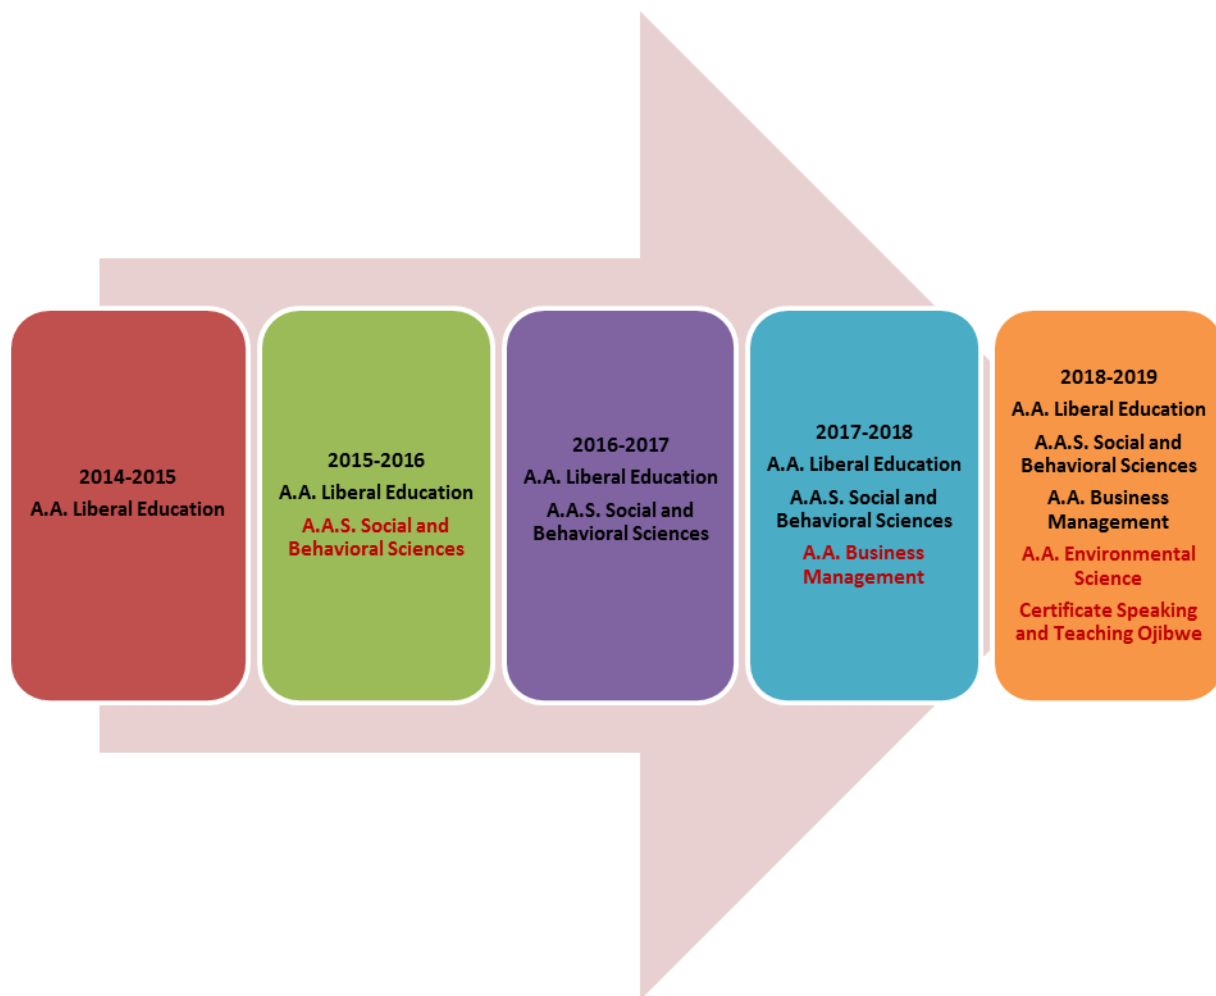 2014-2015
A.A. Liberal Education
2015-2016
A.A. Liberal Education
A.A.S. Social and
Behavioral Sciences
2016-2017
A.A. Liberal Education
A.A.S. Social and
Behavioral Sciences
2017-2018
A.A. Liberal Education
A.A.S. Social and
Behavioral Sciences
A.A. Business
Management
2018-2019
A.A. Liberal Education
A.A.S. Social and
Behavioral Sciences
A.A. Business
Management
A.A. Environmental
Science
Certificate Speaking
and Teaching Ojibwe